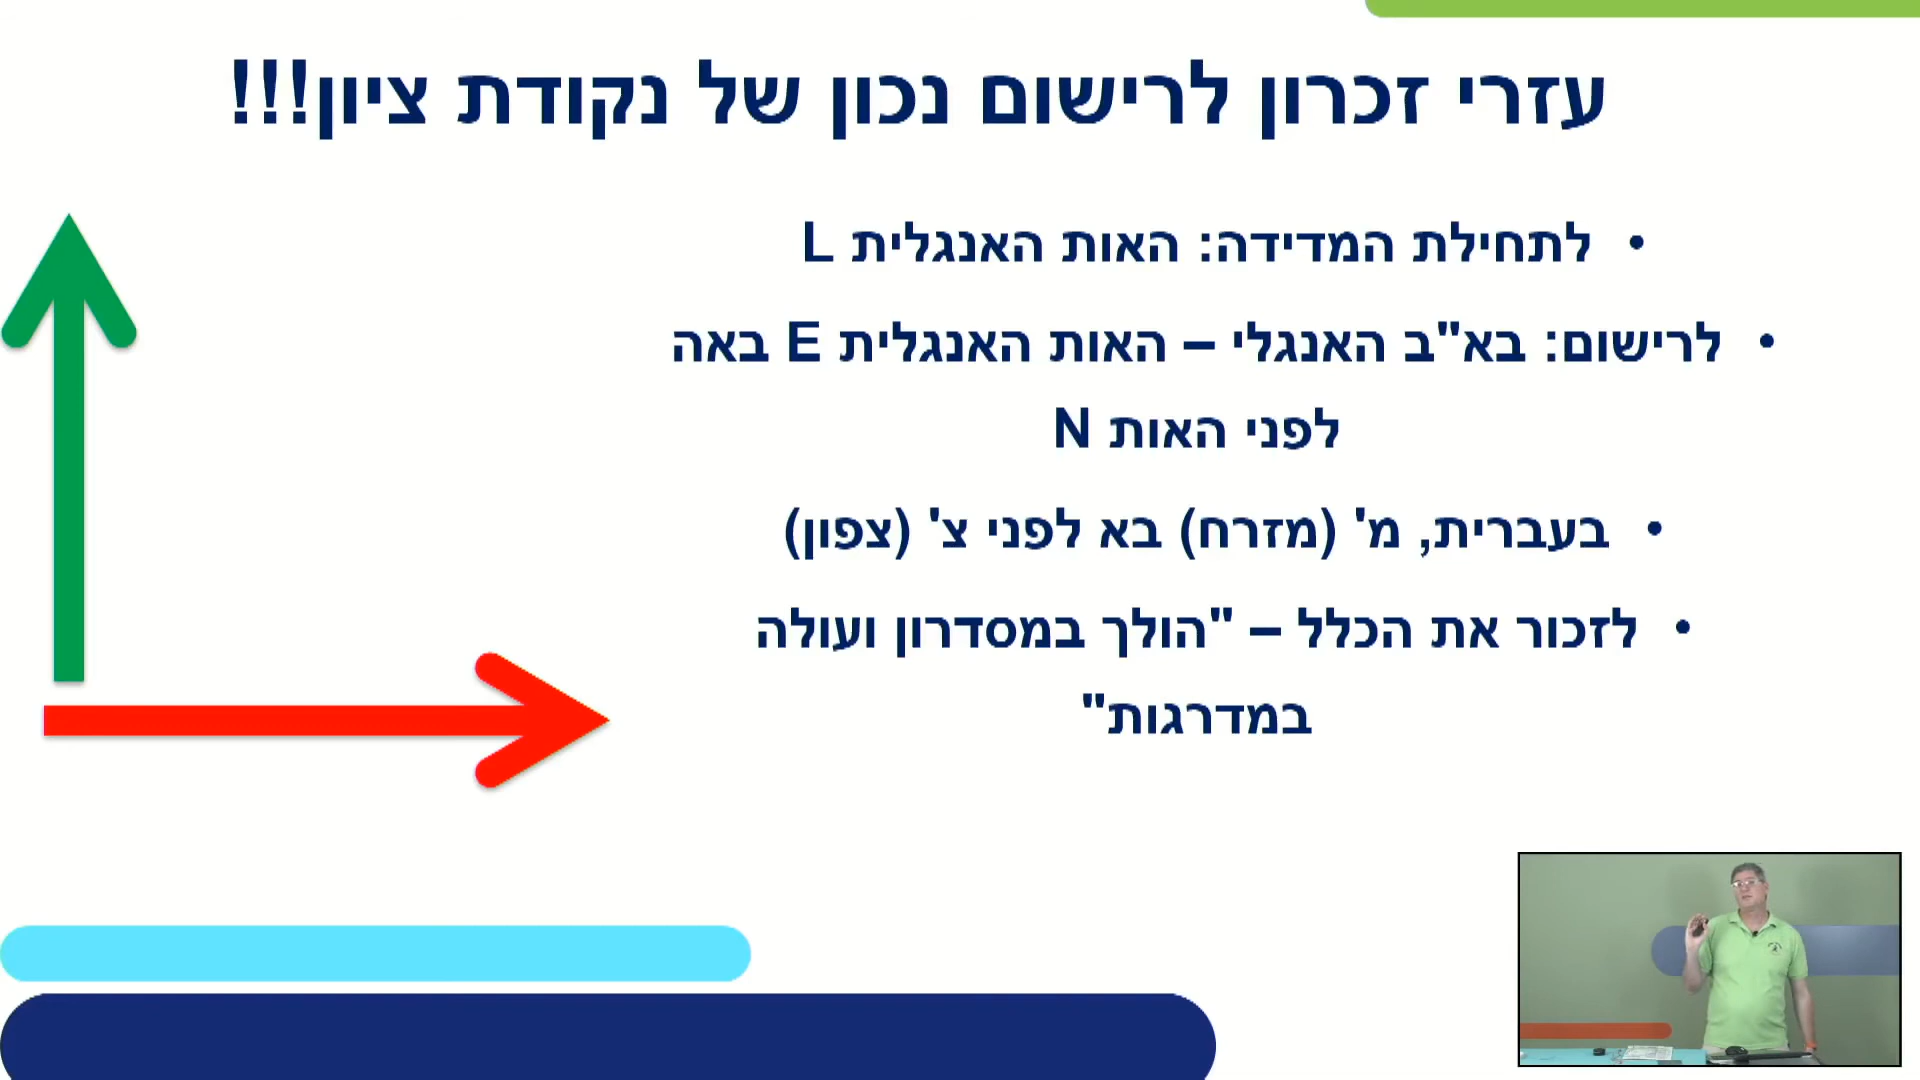 עזרי זכרון לרישום נכון של נקודת ציון!!!
• לתחילת המדידה: האות האנגלית L
• לרישום: בא"ב האנגלי – האות האנגלית E באה
לפני האות N
• בעברית, מ' (מזרח) בא לפני צ' (צפון)
• לזכור את הכלל – "הולך במסדרון ועולה
במדרגות"